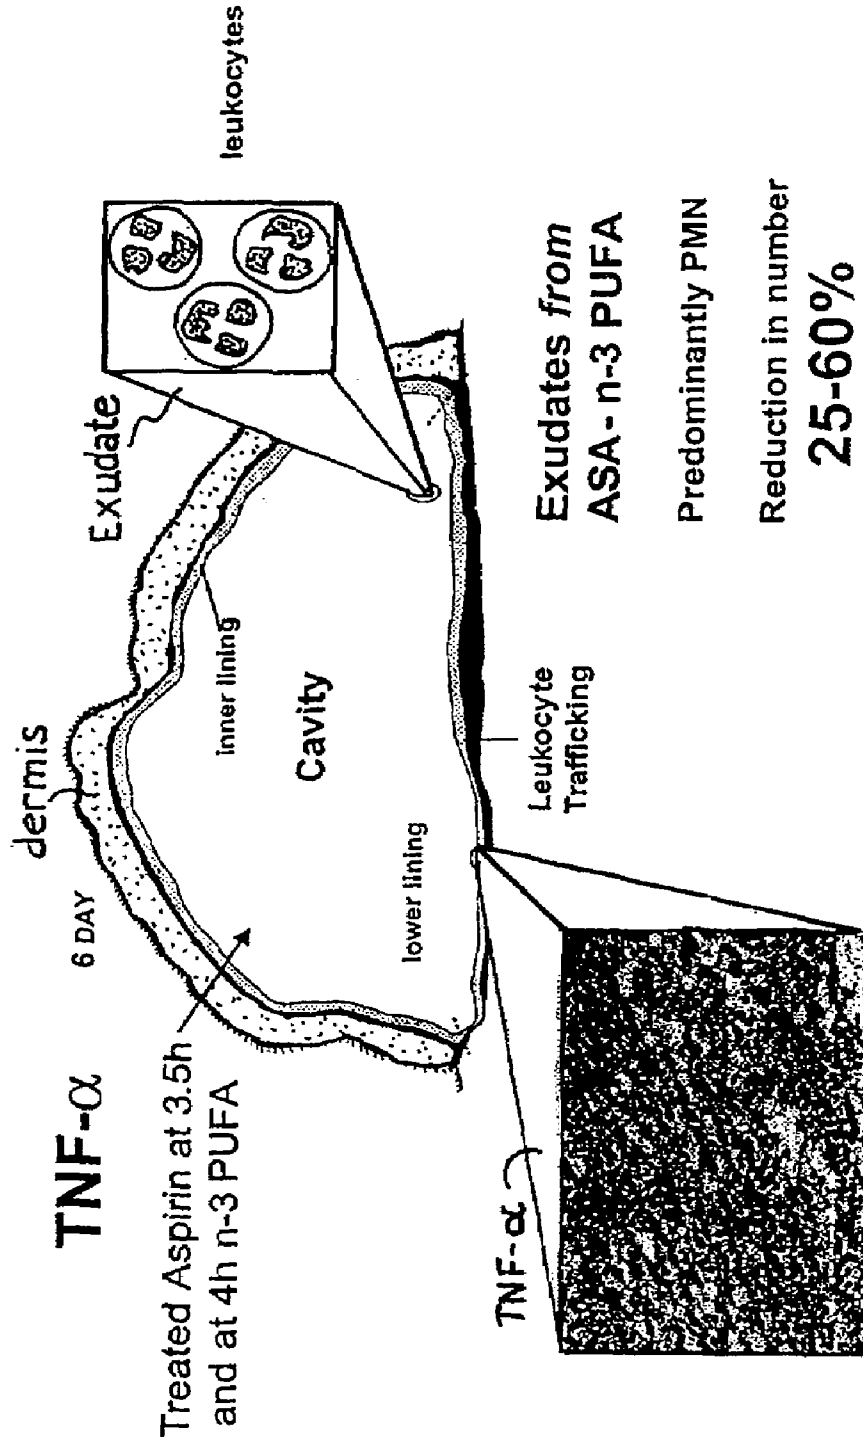 TNF-α
6 DAY
dermis
Exudate
leukocytes
Treated Aspirin at 3.5h
and at 4h n-3 PUFA
inner lining
Cavity
lower lining
TNF-α
Leukocyte
Trafficking
Exudates from
ASA - n-3 PUFA
Predominantly PMN
Reduction in number
25-60%